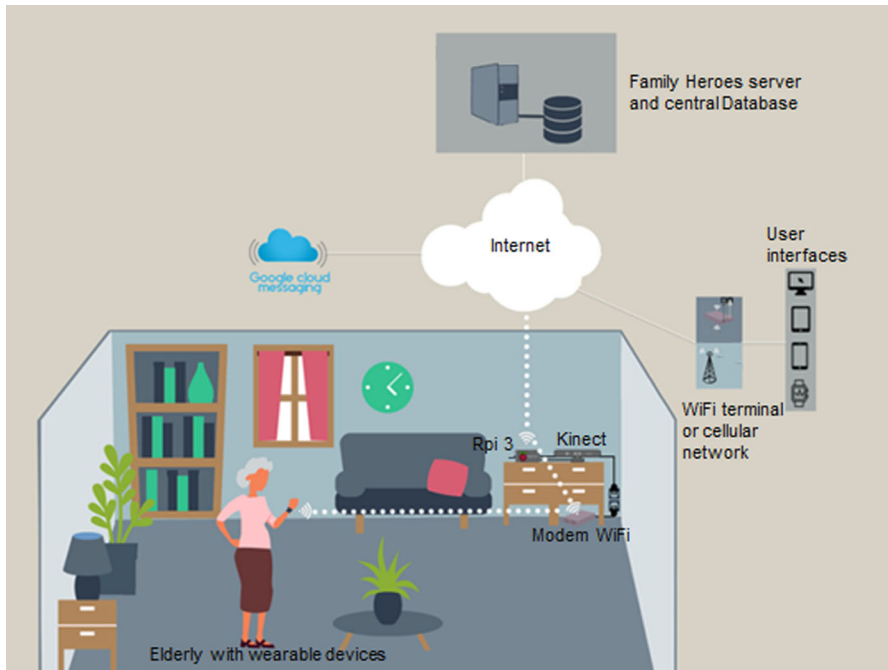 Family Heroes server
and central Database
Internet
Google cloud
messaging
User
interfaces
WiFi terminal
or cellular
network
Rpi 3
Kinect
Modem WiFi
Elderly with wearable devices